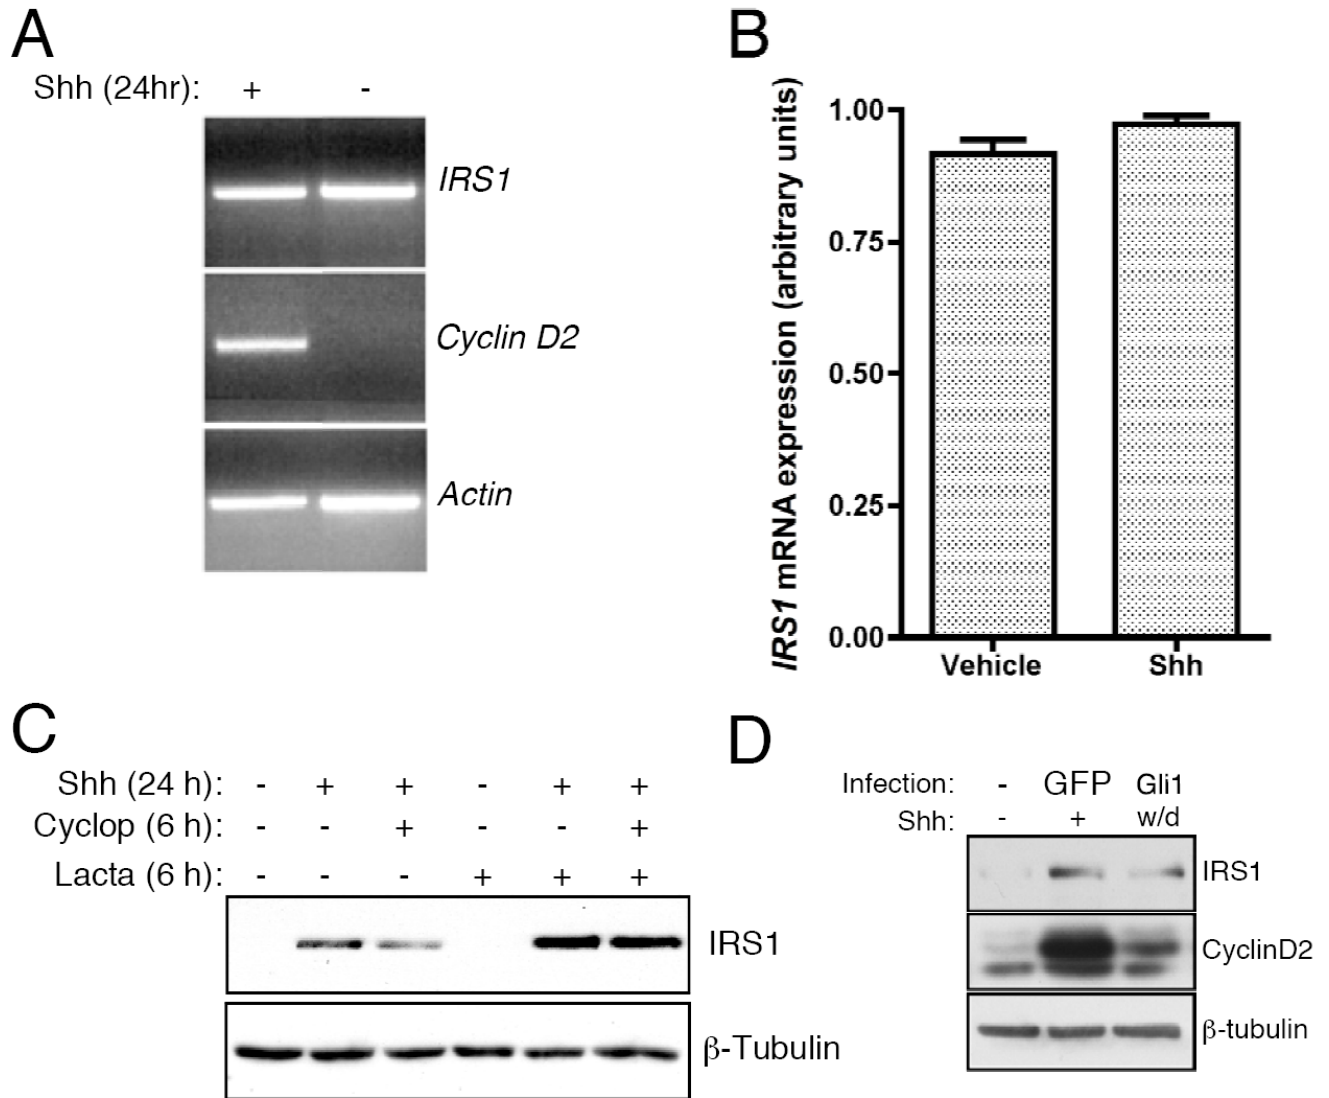 A
Shh (24hr): + -
IRS1
Cyclin D2
Actin
B
IRS1 mRNA expression (arbitrary units)
1.00
0.75
0.50
0.25
0.00
Vehicle Shh
C
Shh (24 h): - + + - + +
Cyclop (6 h): - - + - - +
Lacta (6 h): - - - + + +
IRS1
β-Tubulin
D
Infection: - GFP Gli1
Shh: - + w/d
IRS1
CyclinD2
β-tubulin